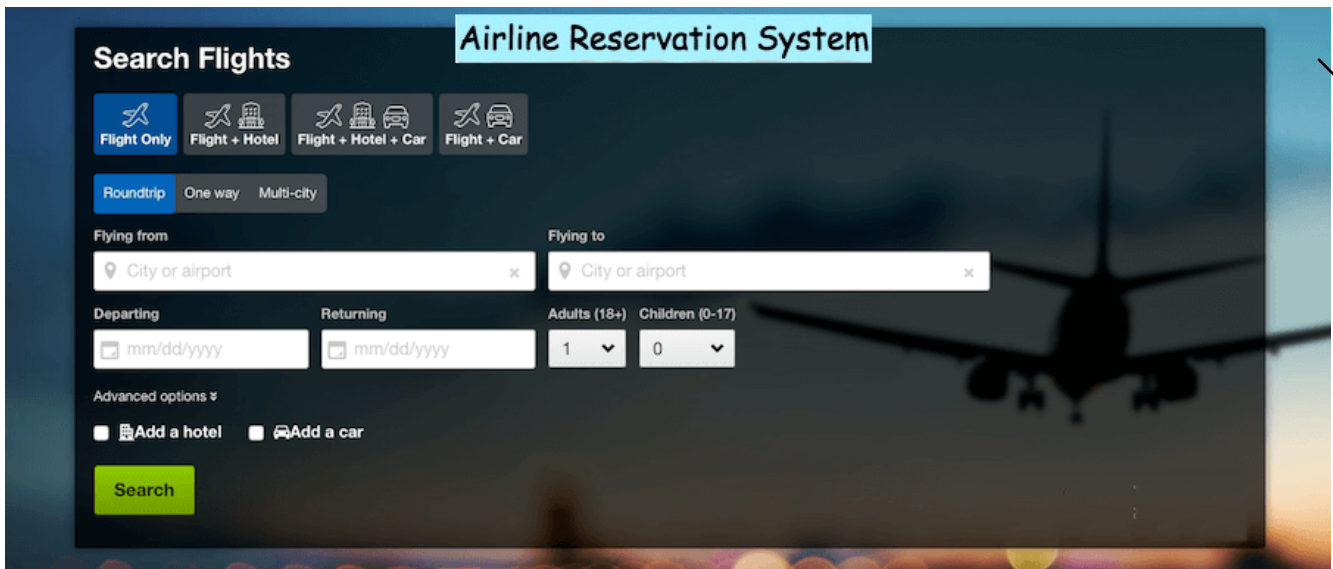 Airline Reservation System
Search Flights
Flight Only Flight + Hotel Flight + Hotel + Car Flight + Car
Roundtrip One way Multi-city
Flying from Flying to
City or airport × City or airport ×
Departing Returning Adults (18+) Children (0-17)
mm/dd/yyyy mm/dd/yyyy 1 0
Advanced options
Add a hotel Add a car
Search